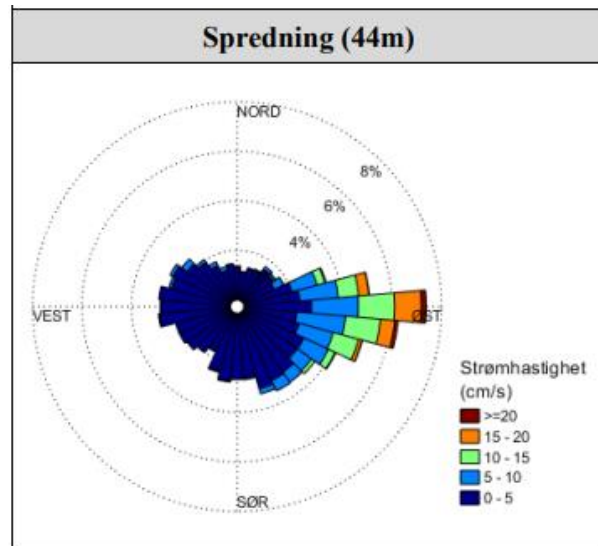 Spredning (44m)
NORD
8%
6%
4%
VEST
ØST
SØR
Strømhastighet
(cm/s)
>=20
15 - 20
10 - 15
5 - 10
0 - 5